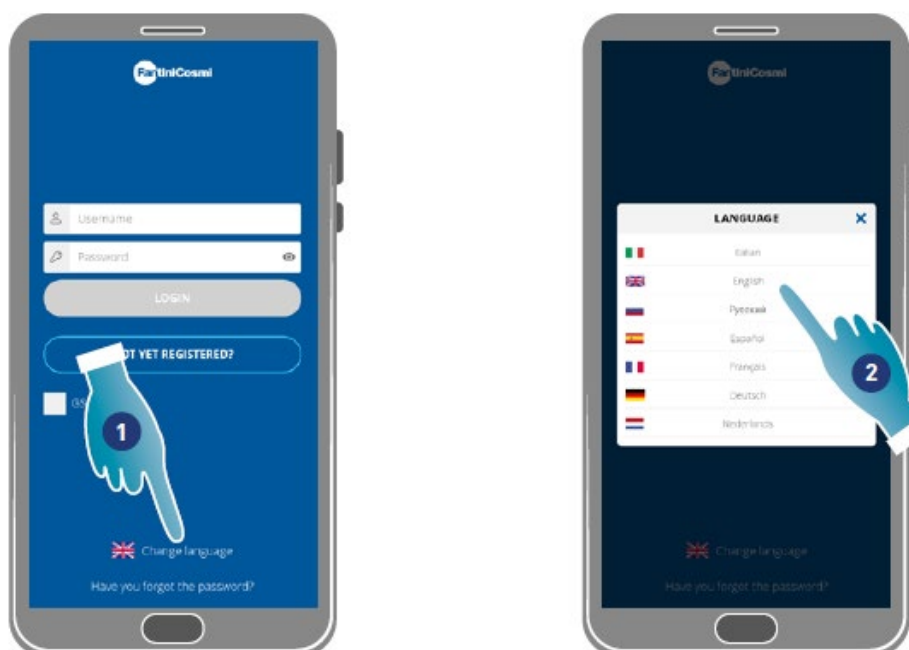 FantiniCosmi
Username
Password
LOGIN
OT YET REGISTERED?
1
Change language
Have you forgot the password?
FantiniCosmi
LANGUAGE
Italian
English
Русский
Español
Français
Deutsch
Nederlands
2
Change language
Have you forgot the password?